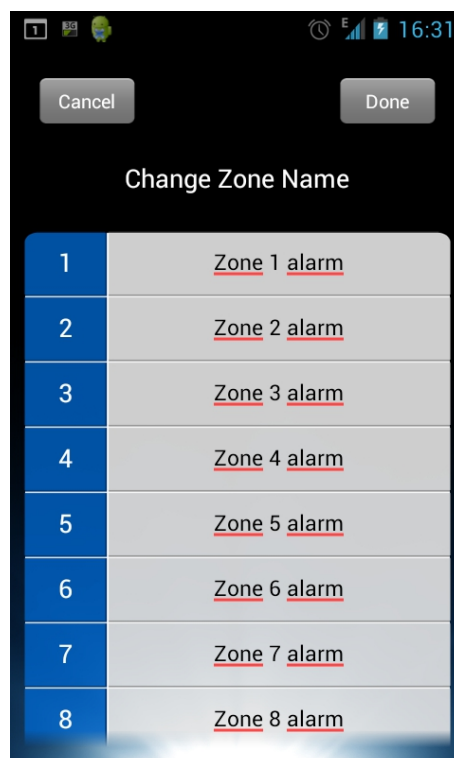 1 3G E 16:31
Cancel Done
Change Zone Name
1 Zone 1 alarm
2 Zone 2 alarm
3 Zone 3 alarm
4 Zone 4 alarm
5 Zone 5 alarm
6 Zone 6 alarm
7 Zone 7 alarm
8 Zone 8 alarm